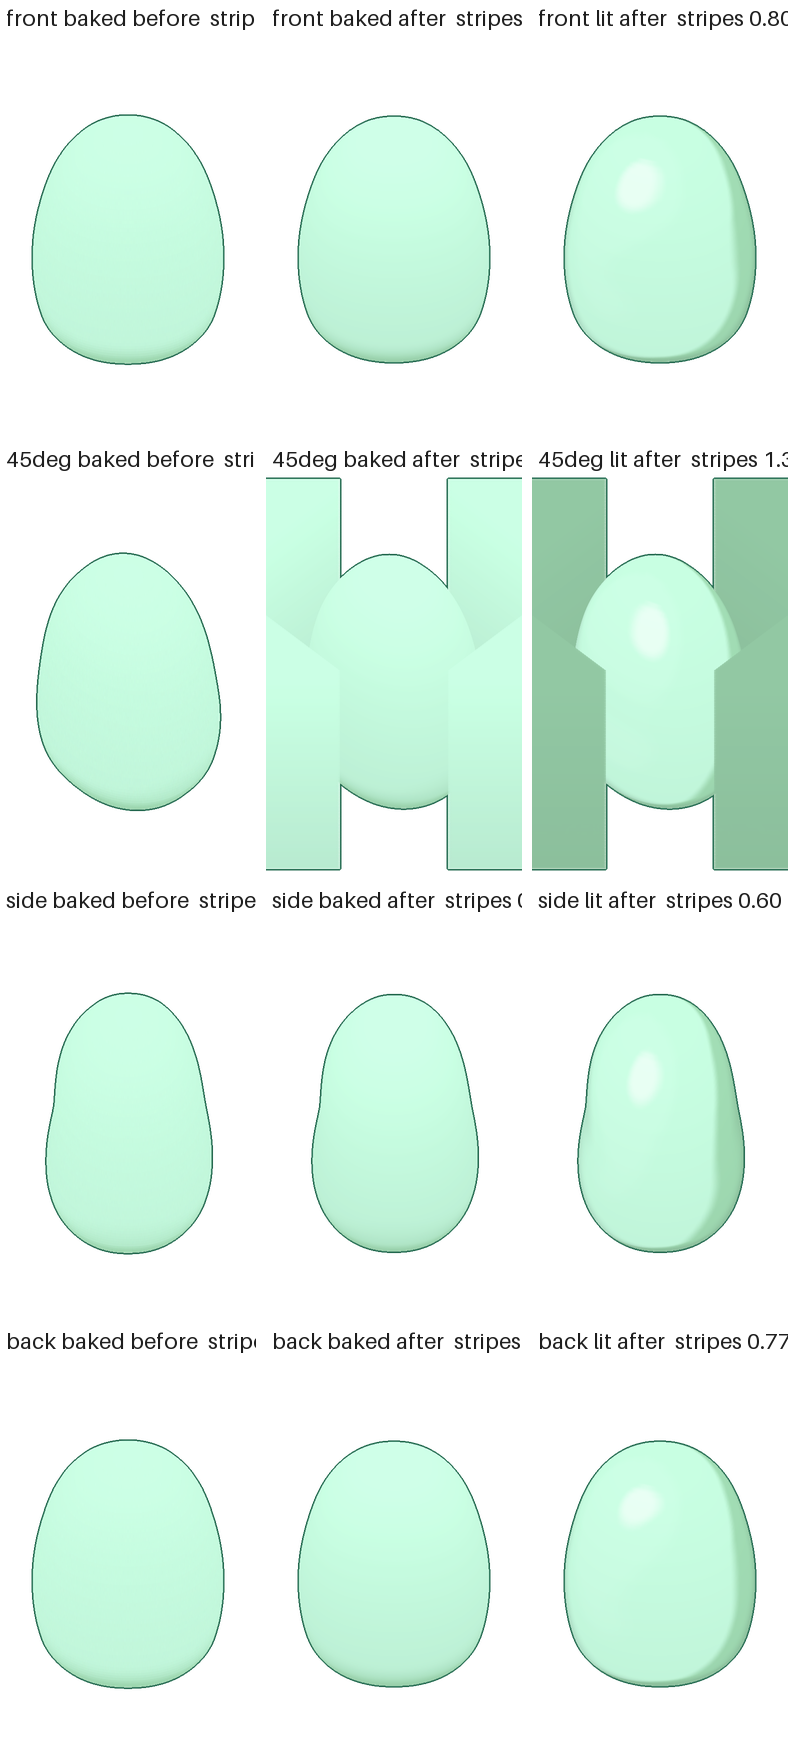 front baked before strip
front baked after stripes
front lit after stripes 0.80
45deg baked before stri
45deg baked after stripe
45deg lit after stripes 1.3
side baked before stripe
side baked after stripes
side lit after stripes 0.60
back baked before strip
back baked after stripes
back lit after stripes 0.77